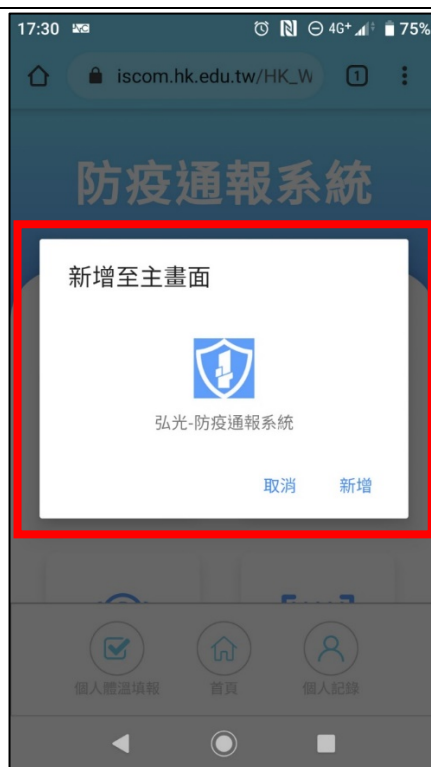 17:30
4G+
75%
iscom.hk.edu.tw/HK_W
1
防疫通報系統
新增至主畫面
弘光-防疫通報系統
取消 新增
個人體溫填報 首頁 個人記錄